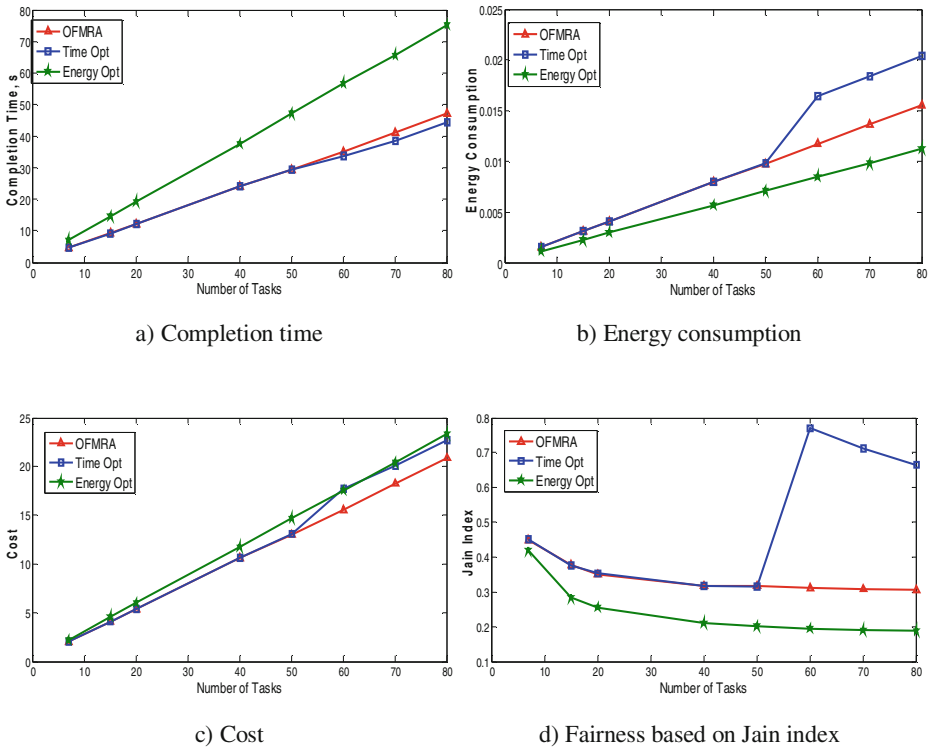 80
70
60
50
40
30
20
10
0
Completion Time, s
OFMRA
Time Opt
Energy Opt
0 10 20 30 40 50 60 70 80
Number of Tasks
a) Completion time
0.025
0.02
0.015
0.01
0.005
0
Energy Consumption
OFMRA
Time Opt
Energy Opt
0 10 20 30 40 50 60 70 80
Number of Tasks
b) Energy consumption
25
20
15
10
5
0
Cost
OFMRA
Time Opt
Energy Opt
0 10 20 30 40 50 60 70 80
Number of Tasks
c) Cost
0.8
0.7
0.6
0.5
0.4
0.3
0.2
0.1
Jain Index
OFMRA
Time Opt
Energy Opt
0 10 20 30 40 50 60 70 80
Number of Tasks
d) Fairness based on Jain index